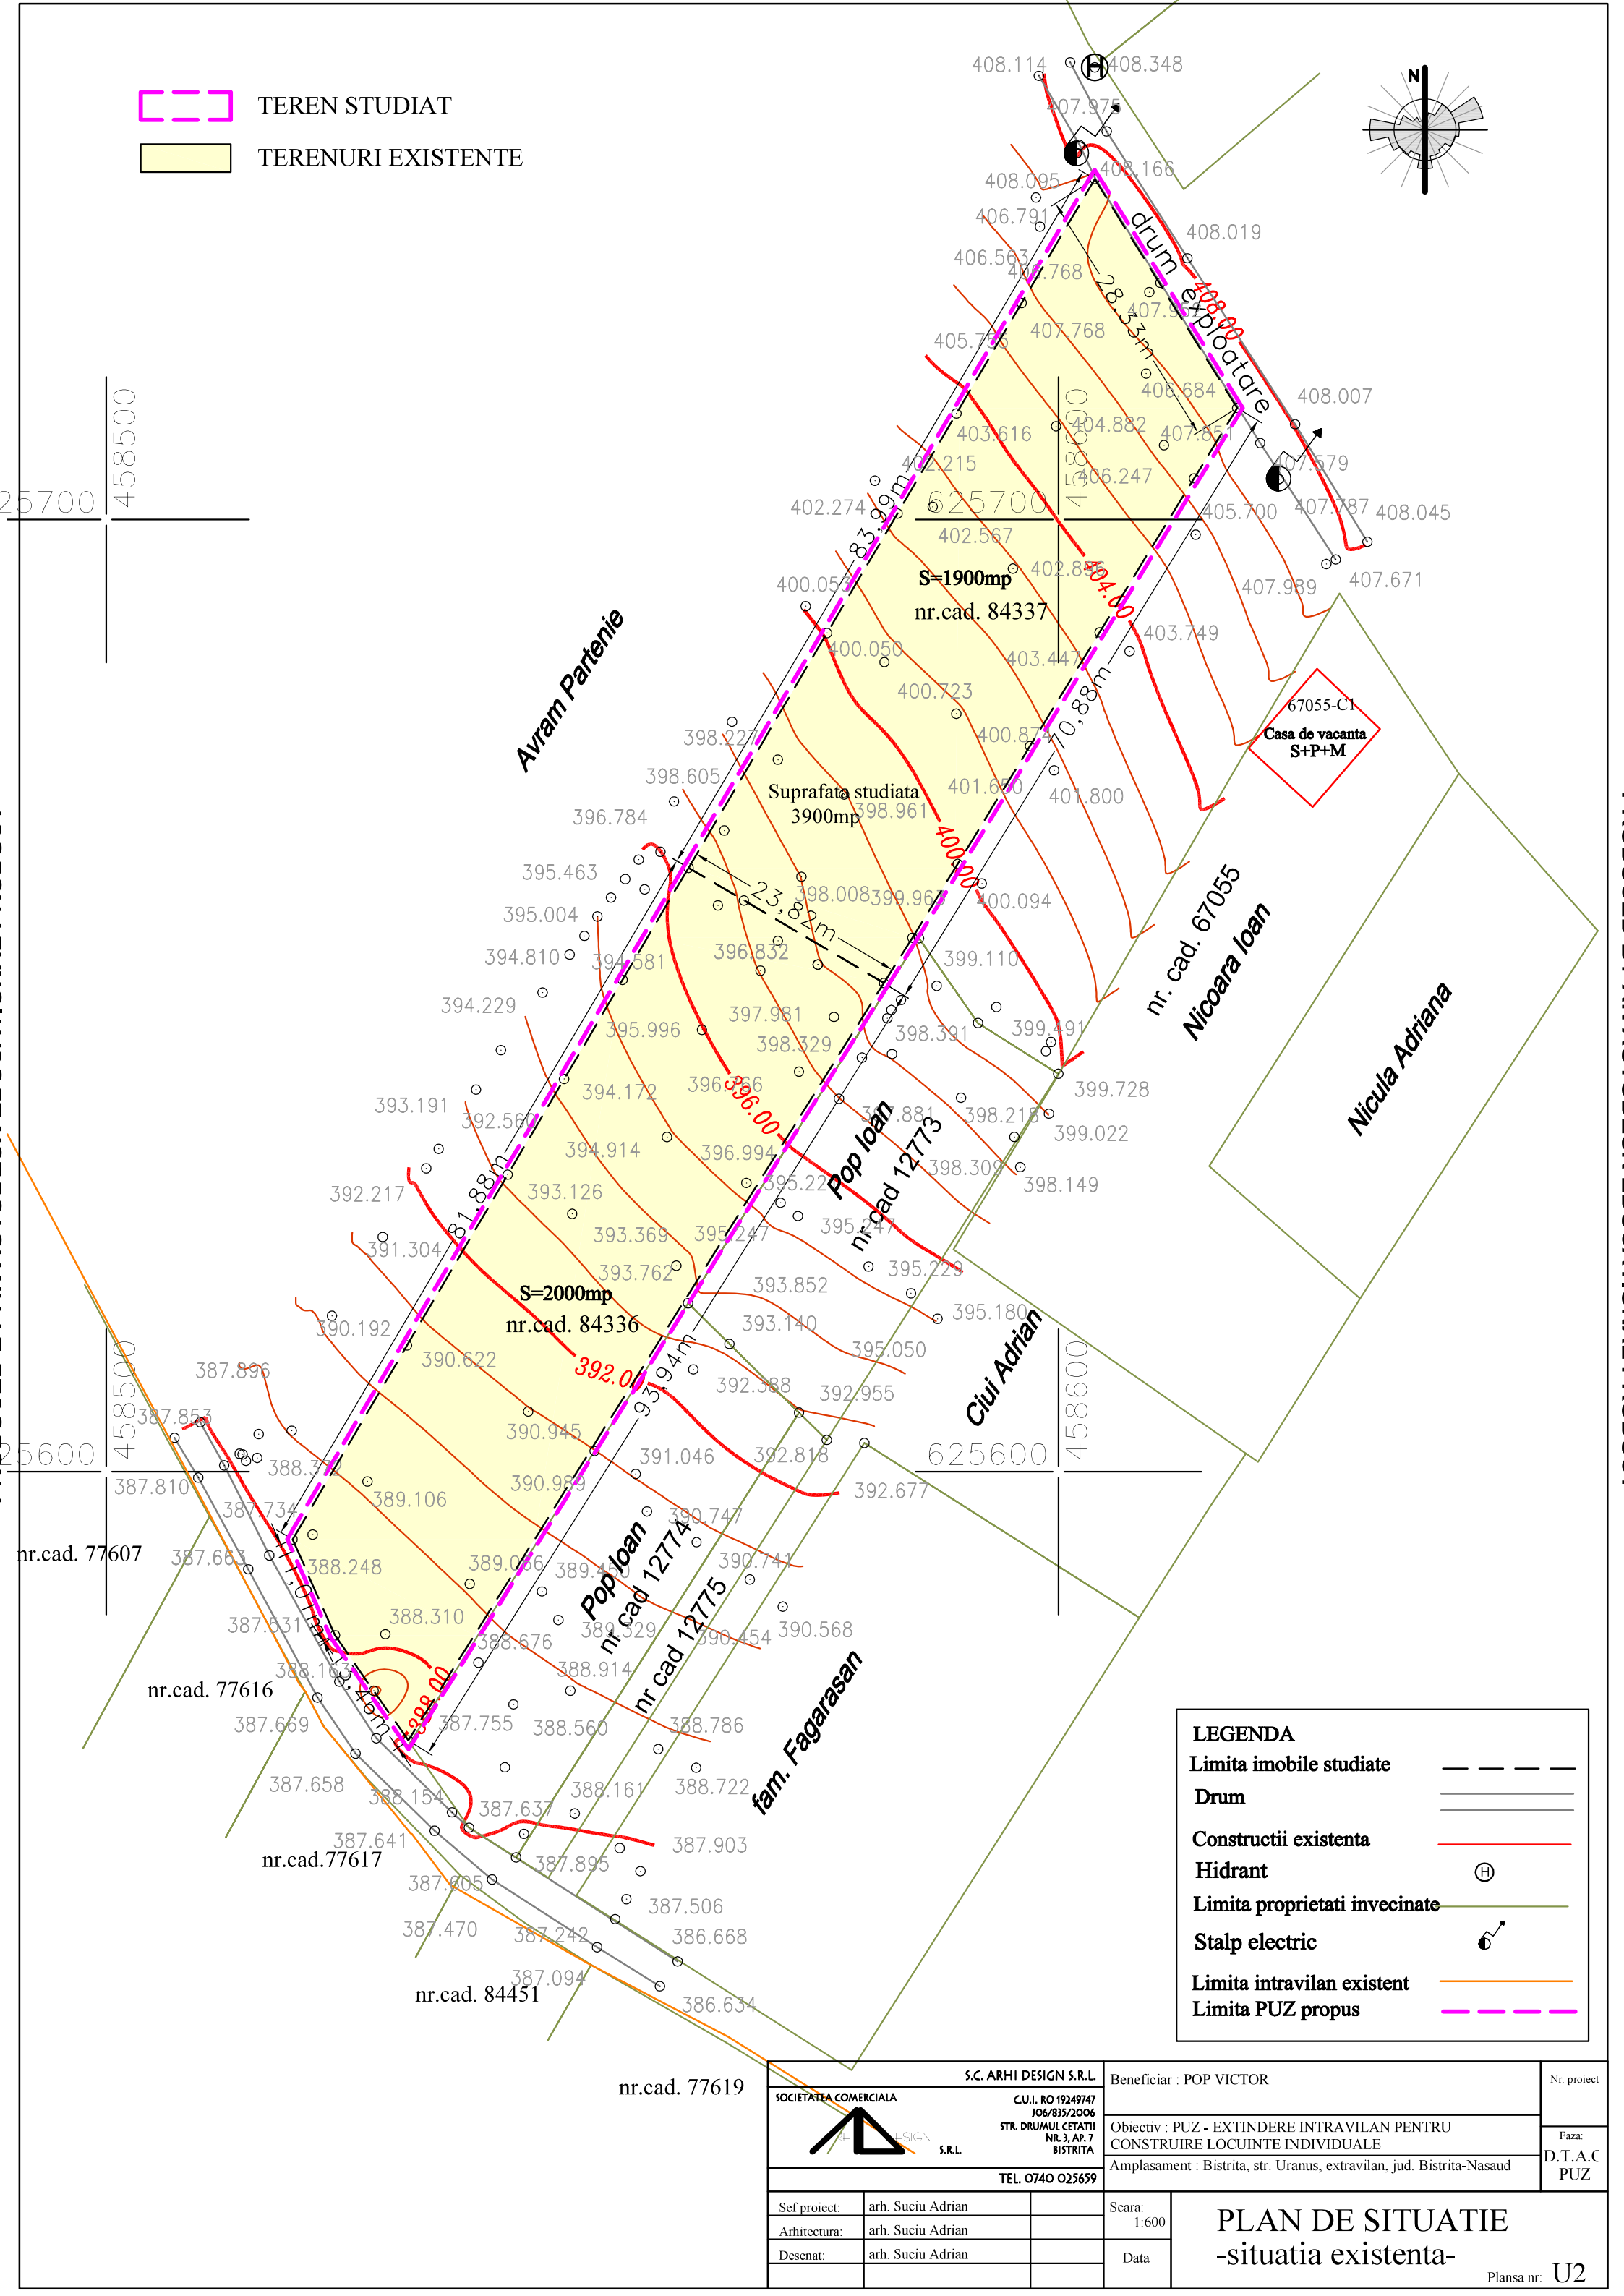 TEREN STUDIAT
TERENURI EXISTENTE
N
H
408.114
408.348
407.975
408.166
408.095
406.791
408.019
406.563
406.768
drum exploatare
408.00
28,33m
407.952
407.768
405.755
406.684
408.007
458500
458600
403.616
404.882
407.851
402.215
406.247
407.579
402.274
83,99m
625700
405.700
407.787
408.045
402.567
402.856
S=1900mp
404.00
407.989
407.671
400.053
nr.cad. 84337
403.749
400.050
403.447
Avram Partenie
400.723
70,88m
67055-C1
Casa de vacanta
S+P+M
398.227
400.874
398.605
401.650
401.800
Suprafata studiata
3900mp
398.961
396.784
400.00
395.463
23,82m
398.008
399.963
400.094
395.004
nr. cad. 67055
Nicoara Ioan
394.810
394.581
396.832
399.110
394.229
397.981
395.996
398.329
398.391
399.491
Nicula Adriana
396.00
394.172
399.728
393.191
392.560
398.218
399.022
394.914
396.994
Pop Ioan
nr cad 12773
398.309
398.149
392.217
393.126
81,88m
393.369
395.247
395.247
391.304
393.762
395.229
393.852
S=2000mp
nr.cad. 84336
395.180
390.192
393.140
395.050
Ciui Adrian
390.622
458500
458600
387.896
93,94m
392.388
392.955
387.853
390.945
391.046
392.818
625600
387.810
389.106
390.989
392.677
387.734
390.747
nr.cad. 77607
387.663
388.248
390.741
Pop Ioan
nr cad 12774
nr cad 12775
387.531
388.310
388.676
389.329
390.454
390.568
388.163
388.914
nr.cad. 77616
388.00
387.669
387.755
388.560
388.786
fam. Fagarasan
387.658
388.154
388.161
388.722
387.637
387.641
387.903
nr.cad.77617
387.895
387.605
387.506
387.470
387.242
386.668
387.094
nr.cad. 84451
386.634
nr.cad. 77619
LEGENDA
Limita imobile studiate
Drum
Constructii existenta
Hidrant
H
Limita proprietati invecinate
Stalp electric
Limita intravilan existent
Limita PUZ propus
S.C. ARHI DESIGN S.R.L.
SOCIETATEA COMERCIALA
C.U.I. RO 19249747
J06/835/2006
STR. DRUMUL CETATII
NR. 3, AP. 7
BISTRITA
S.R.L.
TEL. 0740 025659
Beneficiar : POP VICTOR
Nr. proiect
Obiectiv : PUZ - EXTINDERE INTRAVILAN PENTRU
CONSTRUIRE LOCUINTE INDIVIDUALE
Faza:
D.T.A.C
PUZ
Amplasament : Bistrita, str. Uranus, extravilan, jud. Bistrita-Nasaud
Sef proiect: arh. Suciu Adrian
Arhitectura: arh. Suciu Adrian
Desenat: arh. Suciu Adrian
Scara:
1:600
Data
PLAN DE SITUATIE
-situatia existenta-
Plansa nr: U2